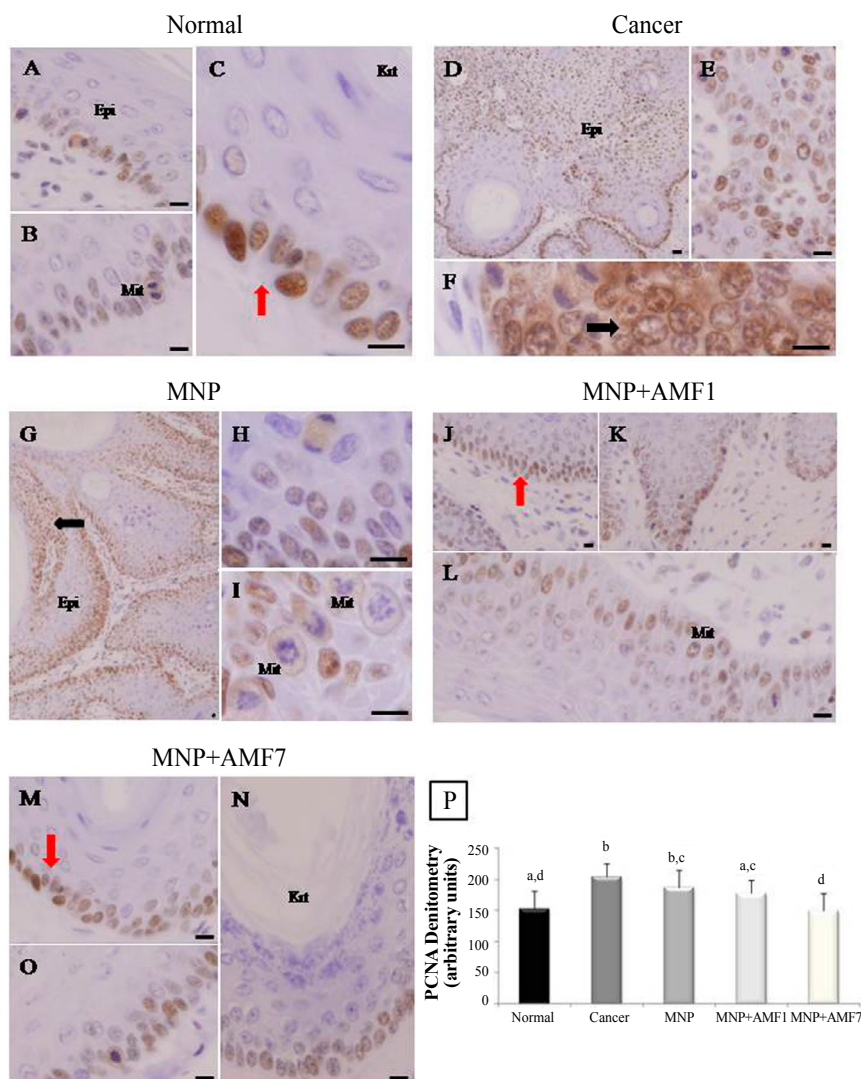 Normal
Cancer
A
Epi
B
Mit
C
Krt
D
Epi
E
F
MNP
MNP+AMF1
G
Epi
H
I
Mit
Mit
J
K
L
Mit
MNP+AMF7
M
N
Krt
O
P
PCNA Denitometry
(arbitrary units)
250
200
150
100
50
0
a,d
b
b,c
a,c
d
Normal Cancer MNP MNP+AMF1 MNP+AMF7